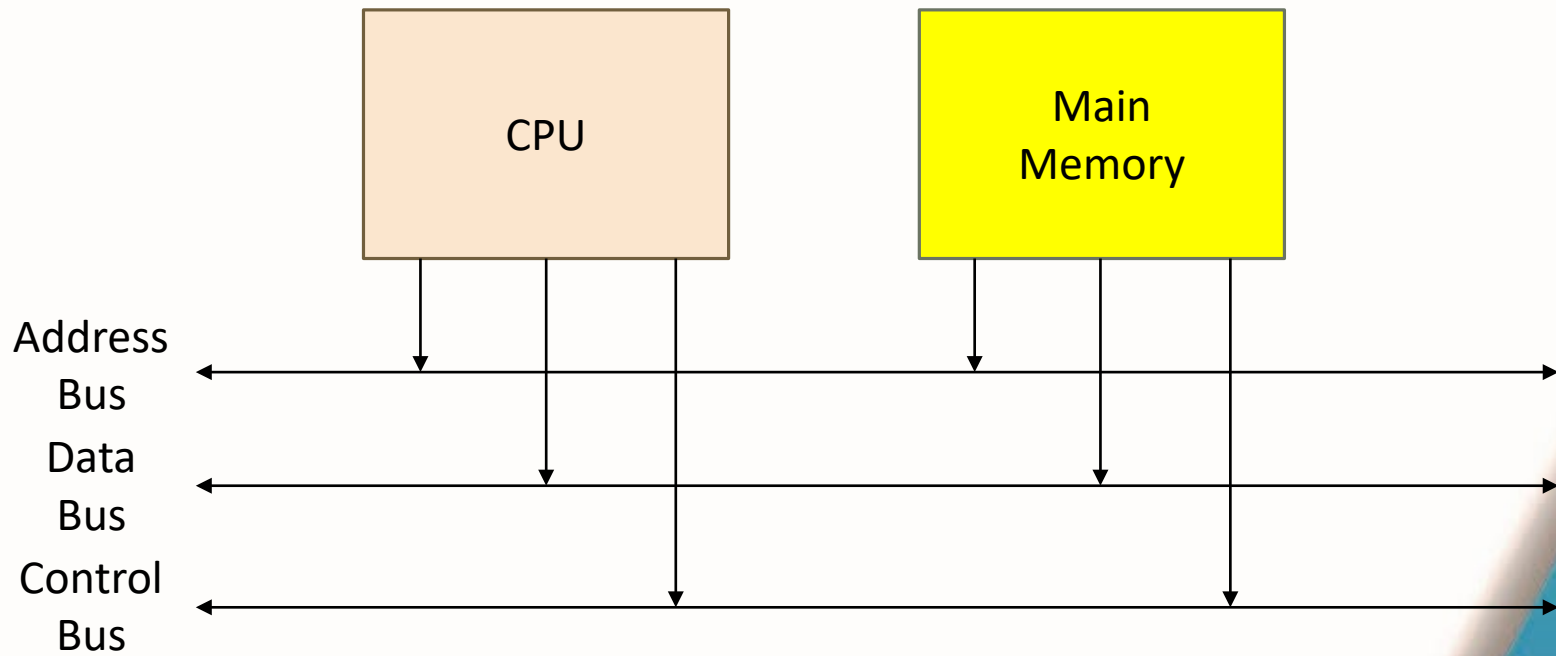 CPU
Main
Memory
Address
Bus
Data
Bus
Control
Bus